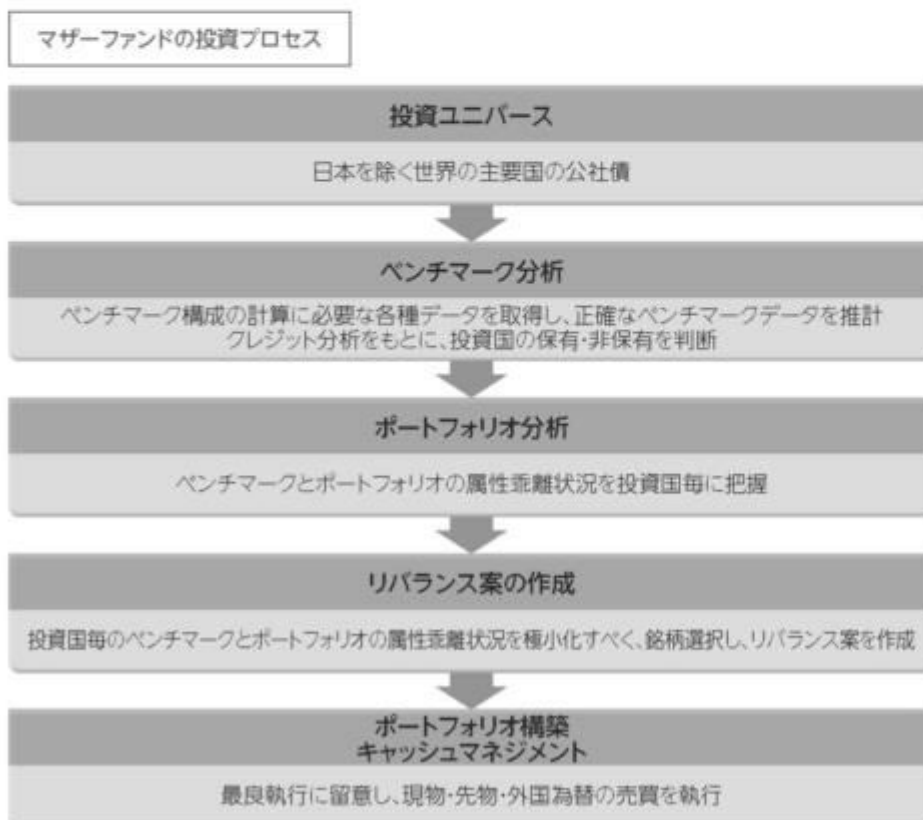 マザーファンドの投資プロセス
投資ユニバース
日本を除く世界の主要国の公社債
ベンチマーク分析
ベンチマーク構成の計算に必要な各種データを取得し、正確なベンチマークデータを推計
クレジット分析をもとに、投資国の保有・非保有を判断
ポートフォリオ分析
ベンチマークとポートフォリオの属性乖離状況を投資国毎に把握
リバランス案の作成
投資国毎のベンチマークとポートフォリオの属性乖離状況を極小化すべく、銘柄選択し、リバランス案を作成
ポートフォリオ構築
キャッシュマネジメント
最良執行に留意し、現物・先物・外国為替の売買を執行